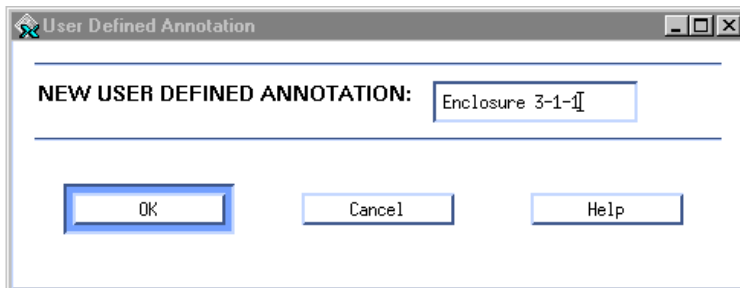 User Defined Annotation
NEW USER DEFINED ANNOTATION: Enclosure 3-1-1
OK Cancel Help